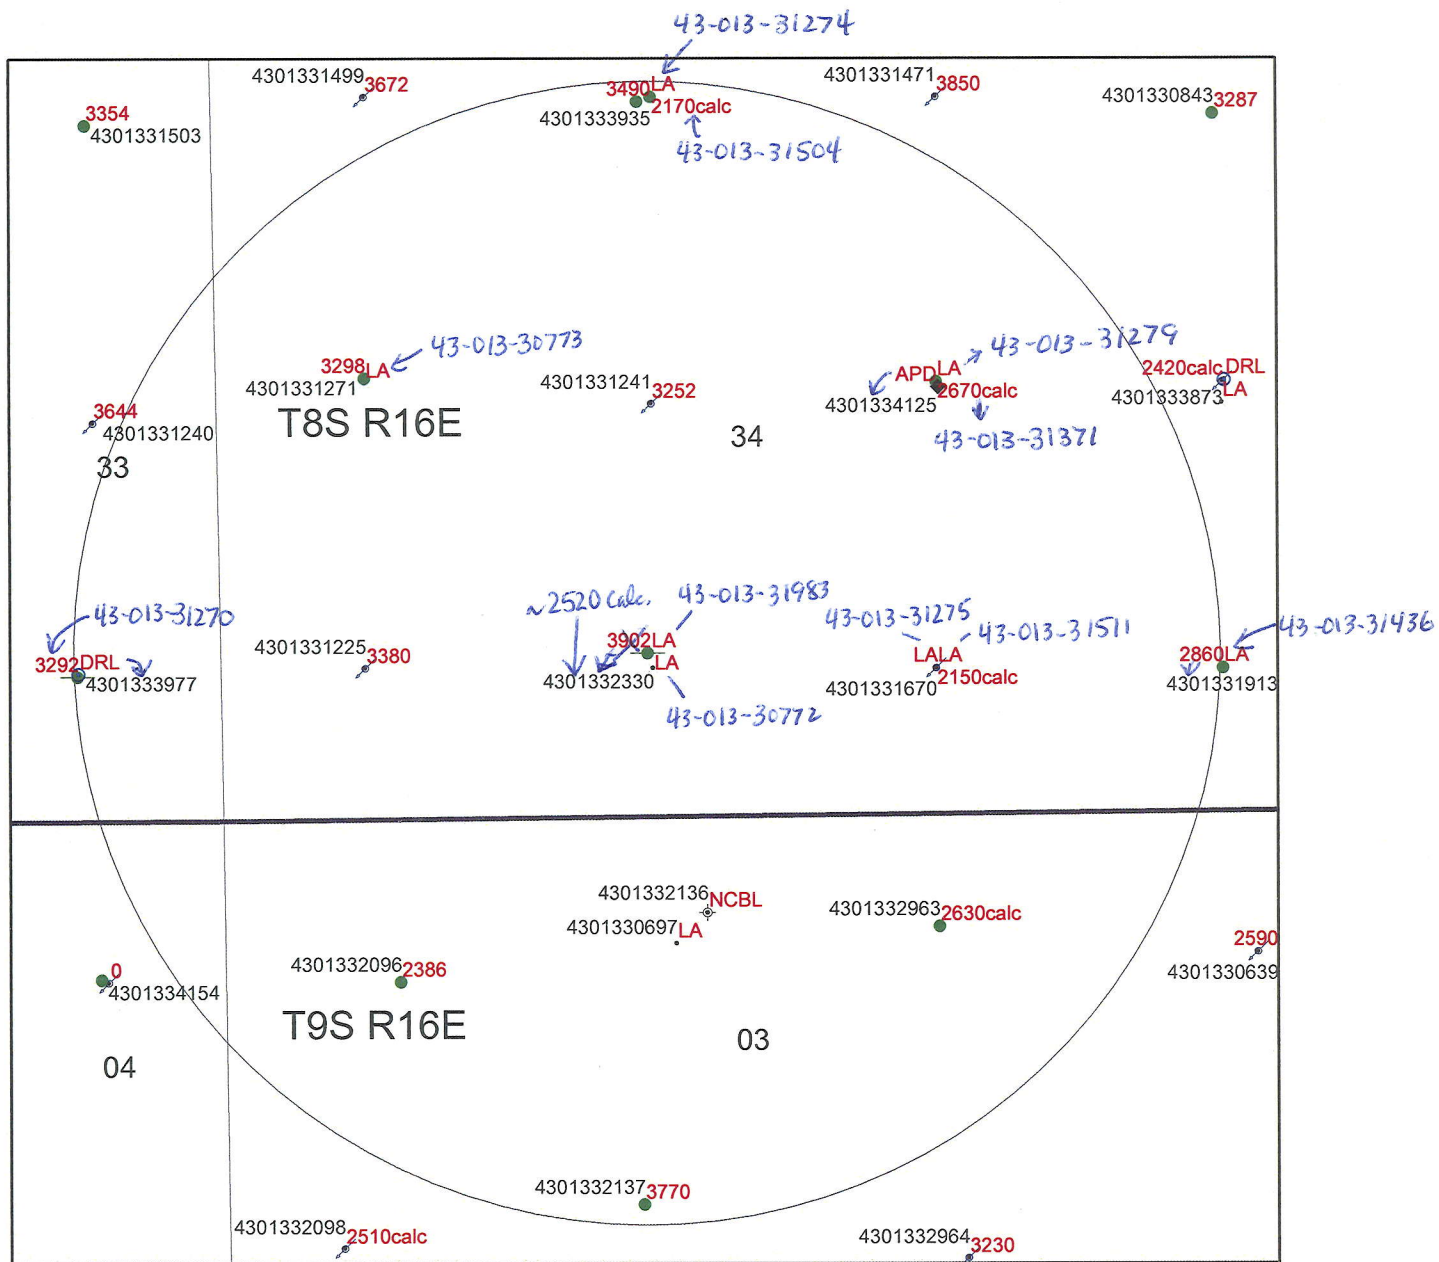 43-013-31274
4301331499 3672
3490 LA
4301331471 3850
4301330843 3287
3354
4301331503
2170calc
4301333935
43-013-31504
3298 LA 43-013-30773
4301331271
4301331241 3252
APD LA 43-013-31279
2670calc
4301334125
43-013-31371
2420calc DRL
4301333873 LA
3644
4301331240
T8S R16E
34
33
43-013-31270
3292 DRL
4301333977
4301331225 3380
~2520 Calc. 43-013-31983
3902 LA
LA
4301332330
43-013-30772
43-013-31275
43-013-31511
LALA
4301331670 2150calc
43-013-31436
2860 LA
4301331913
4301332136 NCBL
4301330697 LA
4301332963 2630calc
2590
4301330639
0
4301334154
4301332096 2386
T9S R16E
03
04
4301332137 3770
4301332098 2510calc
4301332964 3230